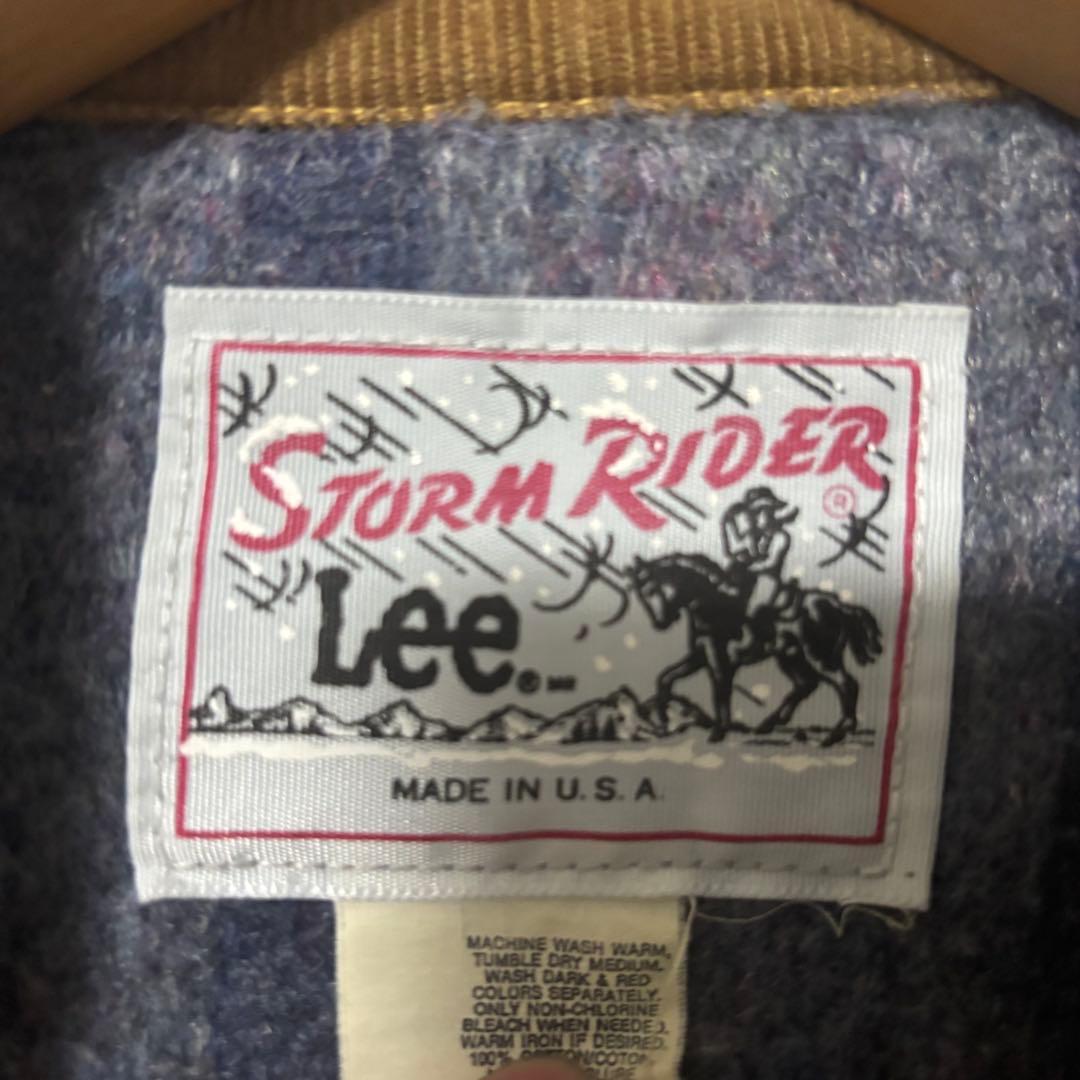 STORM RIDER ®
Lee ®
MADE IN U.S.A.
MACHINE WASH WARM,
TUMBLE DRY MEDIUM.
WASH DARK & RED
COLORS SEPARATELY.
ONLY NON-CHLORINE
BLEACH WHEN NEEDED.
WARM IRON IF DESIRED.
100%